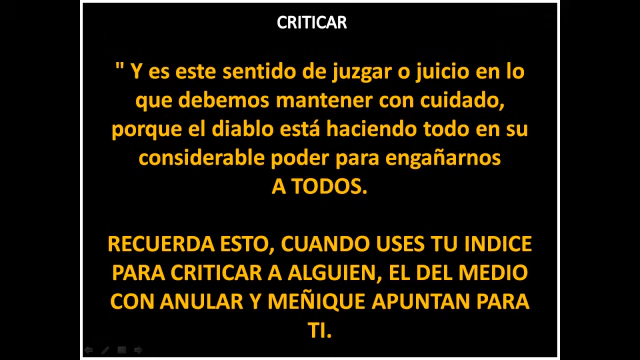 CRITICAR
" Y es este sentido de juzgar o juicio en lo
que debemos mantener con cuidado,
porque el diablo está haciendo todo en su
considerable poder para engañarnos
A TODOS.
RECUERDA ESTO, CUANDO USES TU INDICE
PARA CRITICAR A ALGUIEN, EL DEL MEDIO
CON ANULAR Y MEÑIQUE APUNTAN PARA
TI.